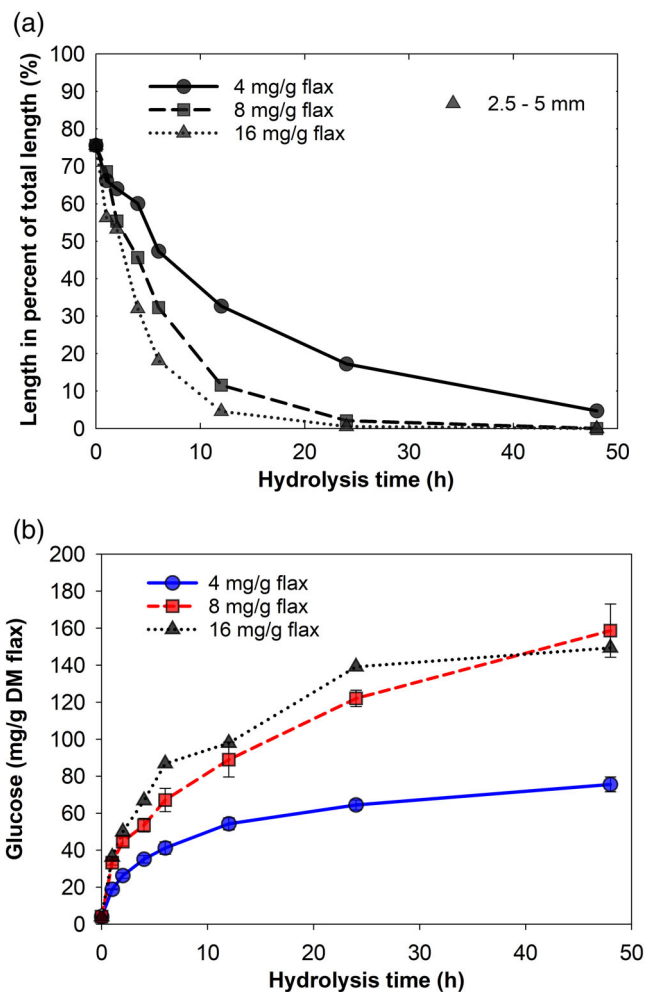 (a)
100
90
80
70
60
50
40
30
20
10
0
Length in percent of total length (%)
4 mg/g flax
8 mg/g flax
16 mg/g flax
2.5 - 5 mm
0 10 20 30 40 50
Hydrolysis time (h)
(b)
200
180
160
140
120
100
80
60
40
20
0
Glucose (mg/g DM flax)
4 mg/g flax
8 mg/g flax
16 mg/g flax
0 10 20 30 40 50
Hydrolysis time (h)